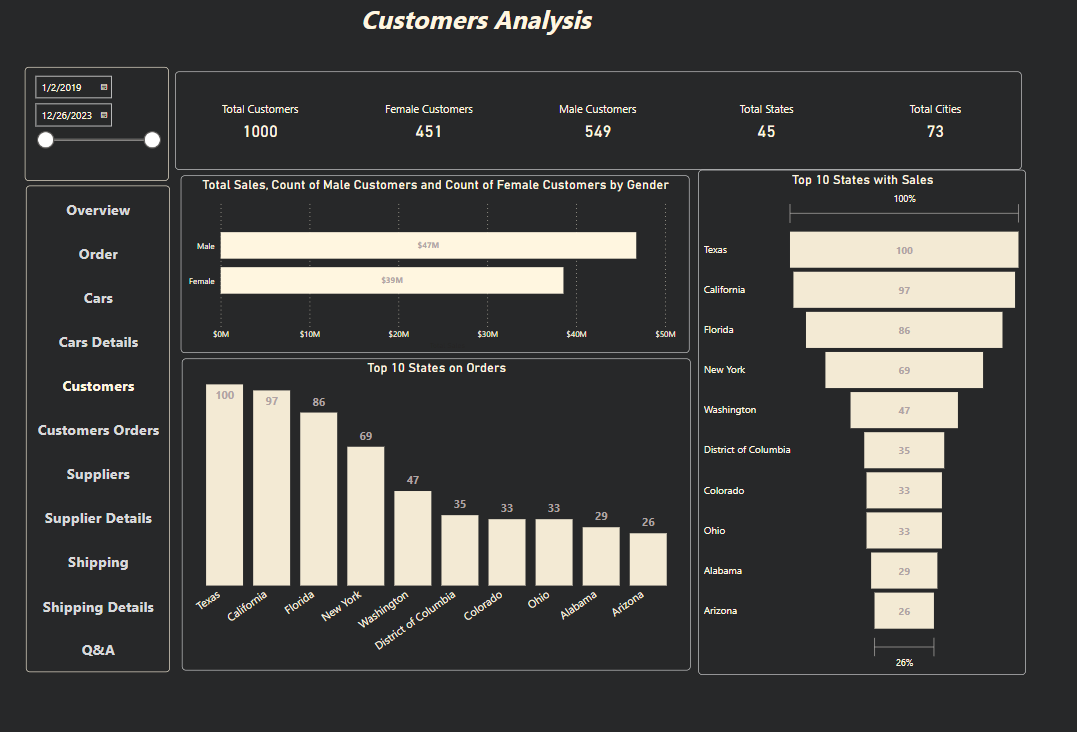 Customers Analysis
1/2/2019
12/26/2023
Total Customers
1000
Female Customers
451
Male Customers
549
Total States
45
Total Cities
73
Overview
Order
Cars
Cars Details
Customers
Customers Orders
Suppliers
Supplier Details
Shipping
Shipping Details
Q&A
Total Sales, Count of Male Customers and Count of Female Customers by Gender
Male $47M
Female $39M
$0M $10M $20M $30M $40M $50M
Top 10 States on Orders
100 97 86 69 47 35 33 33 29 26
Texas California Florida New York Washington District of Columbia Colorado Ohio Alabama Arizona
Top 10 States with Sales
100%
Texas 100
California 97
Florida 86
New York 69
Washington 47
District of Columbia 35
Colorado 33
Ohio 33
Alabama 29
Arizona 26
26%